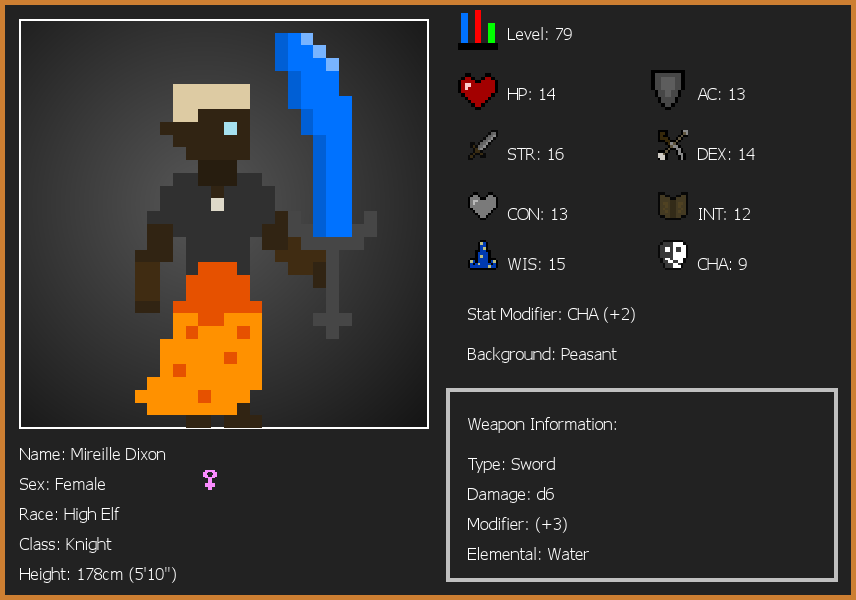 Level: 79
HP: 14
AC: 13
STR: 16
DEX: 14
CON: 13
INT: 12
WIS: 15
CHA: 9
Stat Modifier: CHA (+2)
Background: Peasant
Weapon Information:
Type: Sword
Damage: d6
Modifier: (+3)
Elemental: Water
Name: Mireille Dixon
Sex: Female
Race: High Elf
Class: Knight
Height: 178cm (5'10")